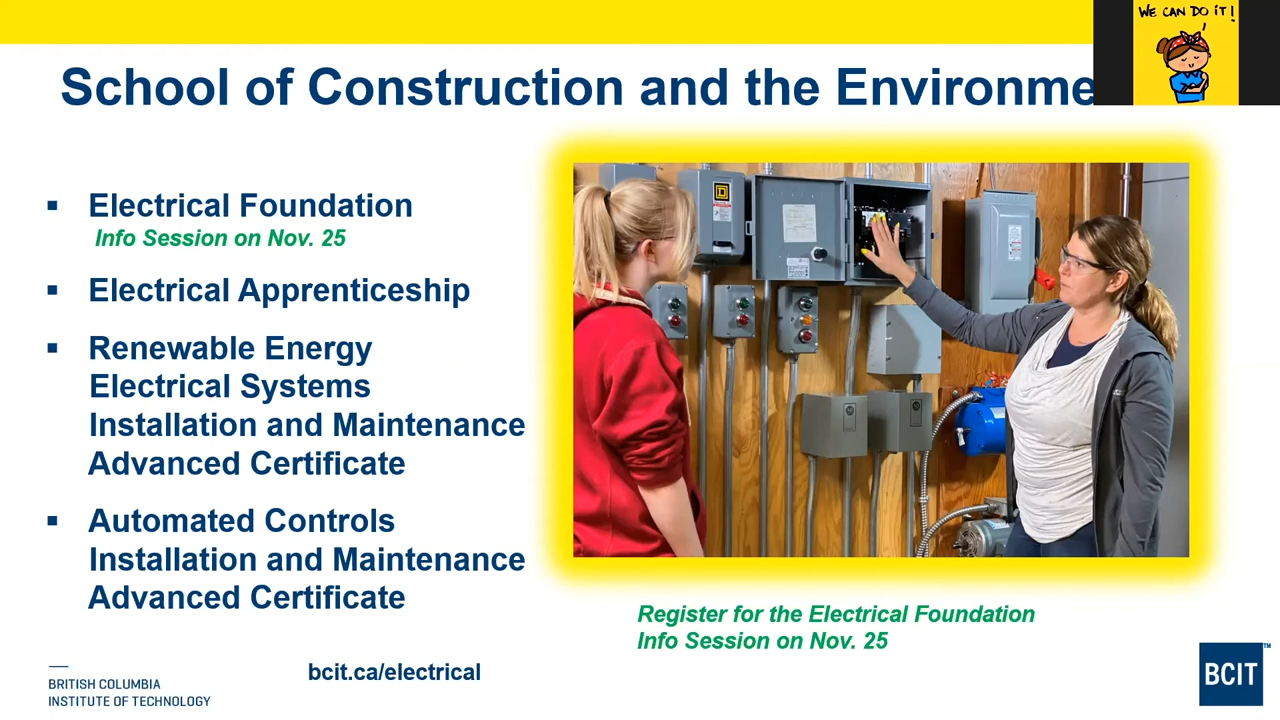 WE CAN DO iT!
School of Construction and the Environme
▪ Electrical Foundation
Info Session on Nov. 25
▪ Electrical Apprenticeship
▪ Renewable Energy
Electrical Systems
Installation and Maintenance
Advanced Certificate
▪ Automated Controls
Installation and Maintenance
Advanced Certificate
Register for the Electrical Foundation
Info Session on Nov. 25
bcit.ca/electrical
BRITISH COLUMBIA
INSTITUTE OF TECHNOLOGY
BCIT™